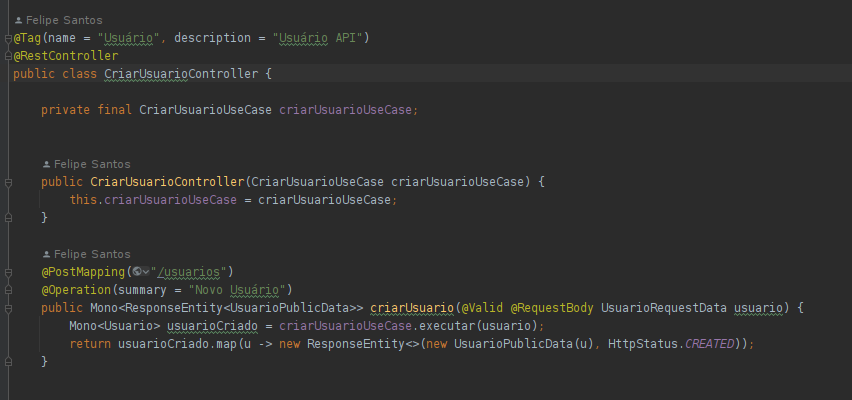 Felipe Santos
@Tag(name = "Usuário", description = "Usuário API")
@RestController
public class CriarUsuarioController {
private final CriarUsuarioUseCase criarUsuarioUseCase;
Felipe Santos
public CriarUsuarioController(CriarUsuarioUseCase criarUsuarioUseCase) {
this.criarUsuarioUseCase = criarUsuarioUseCase;
}
Felipe Santos
@PostMapping("/usuarios")
@Operation(summary = "Novo Usuário")
public Mono<ResponseEntity<UsuarioPublicData>> criarUsuario(@Valid @RequestBody UsuarioRequestData usuario) {
Mono<Usuario> usuarioCriado = criarUsuarioUseCase.executar(usuario);
return usuarioCriado.map(u -> new ResponseEntity<>(new UsuarioPublicData(u), HttpStatus.CREATED));
}